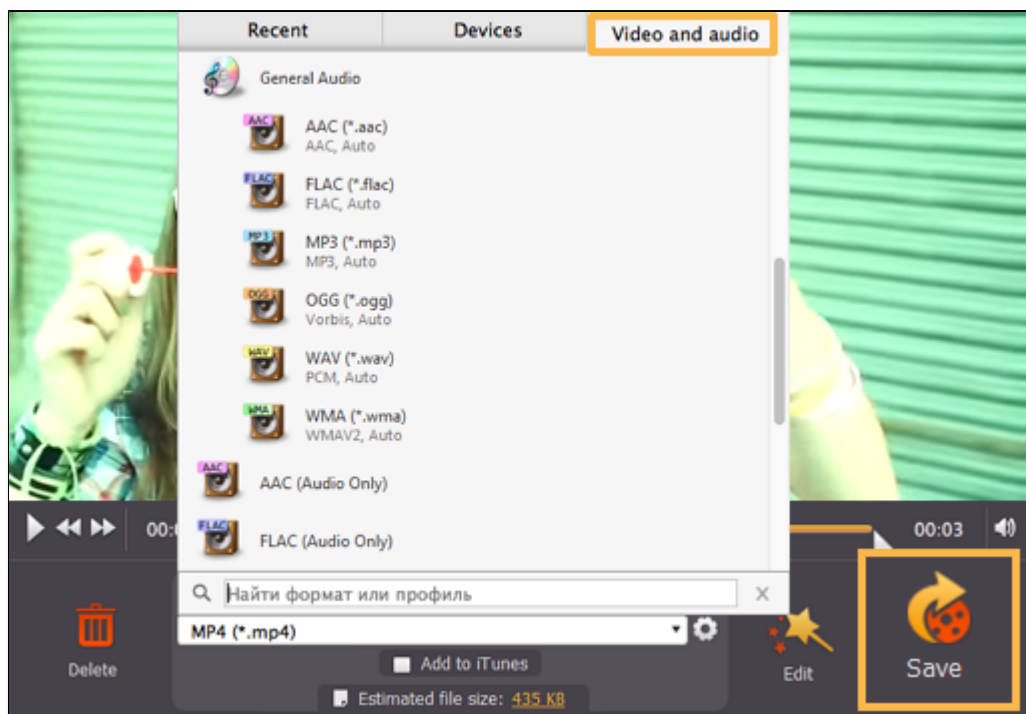 Recent
Devices
Video and audio
General Audio
AAC
AAC (*.aac)
AAC, Auto
FLAC
FLAC (*.flac)
FLAC, Auto
MP3
MP3 (*.mp3)
MP3, Auto
OGG
OGG (*.ogg)
Vorbis, Auto
WAV
WAV (*.wav)
PCM, Auto
WMA
WMA (*.wma)
WMAV2, Auto
AAC
AAC (Audio Only)
FLAC
FLAC (Audio Only)
00:03
Найти формат или профиль
X
MP4 (*.mp4)
Delete
Add to iTunes
Edit
Save
Estimated file size: 435 KB